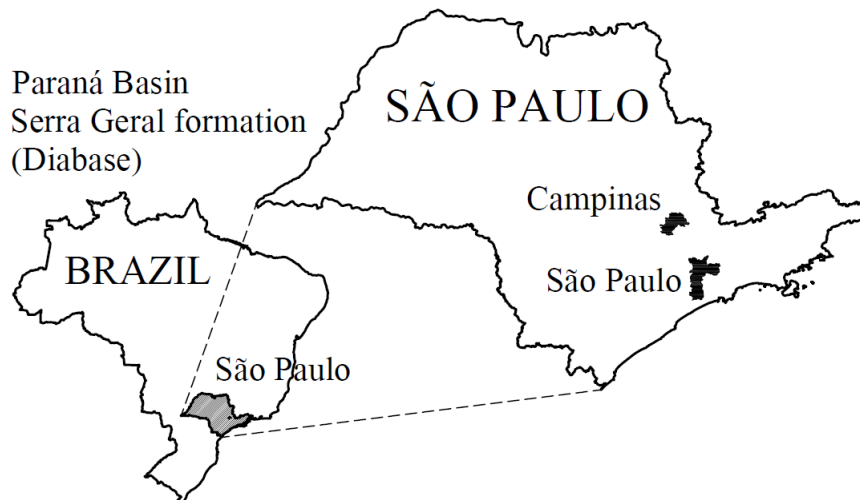 Paraná Basin
Serra Geral formation
(Diabase)
SÃO PAULO
Campinas
São Paulo
BRAZIL
São Paulo